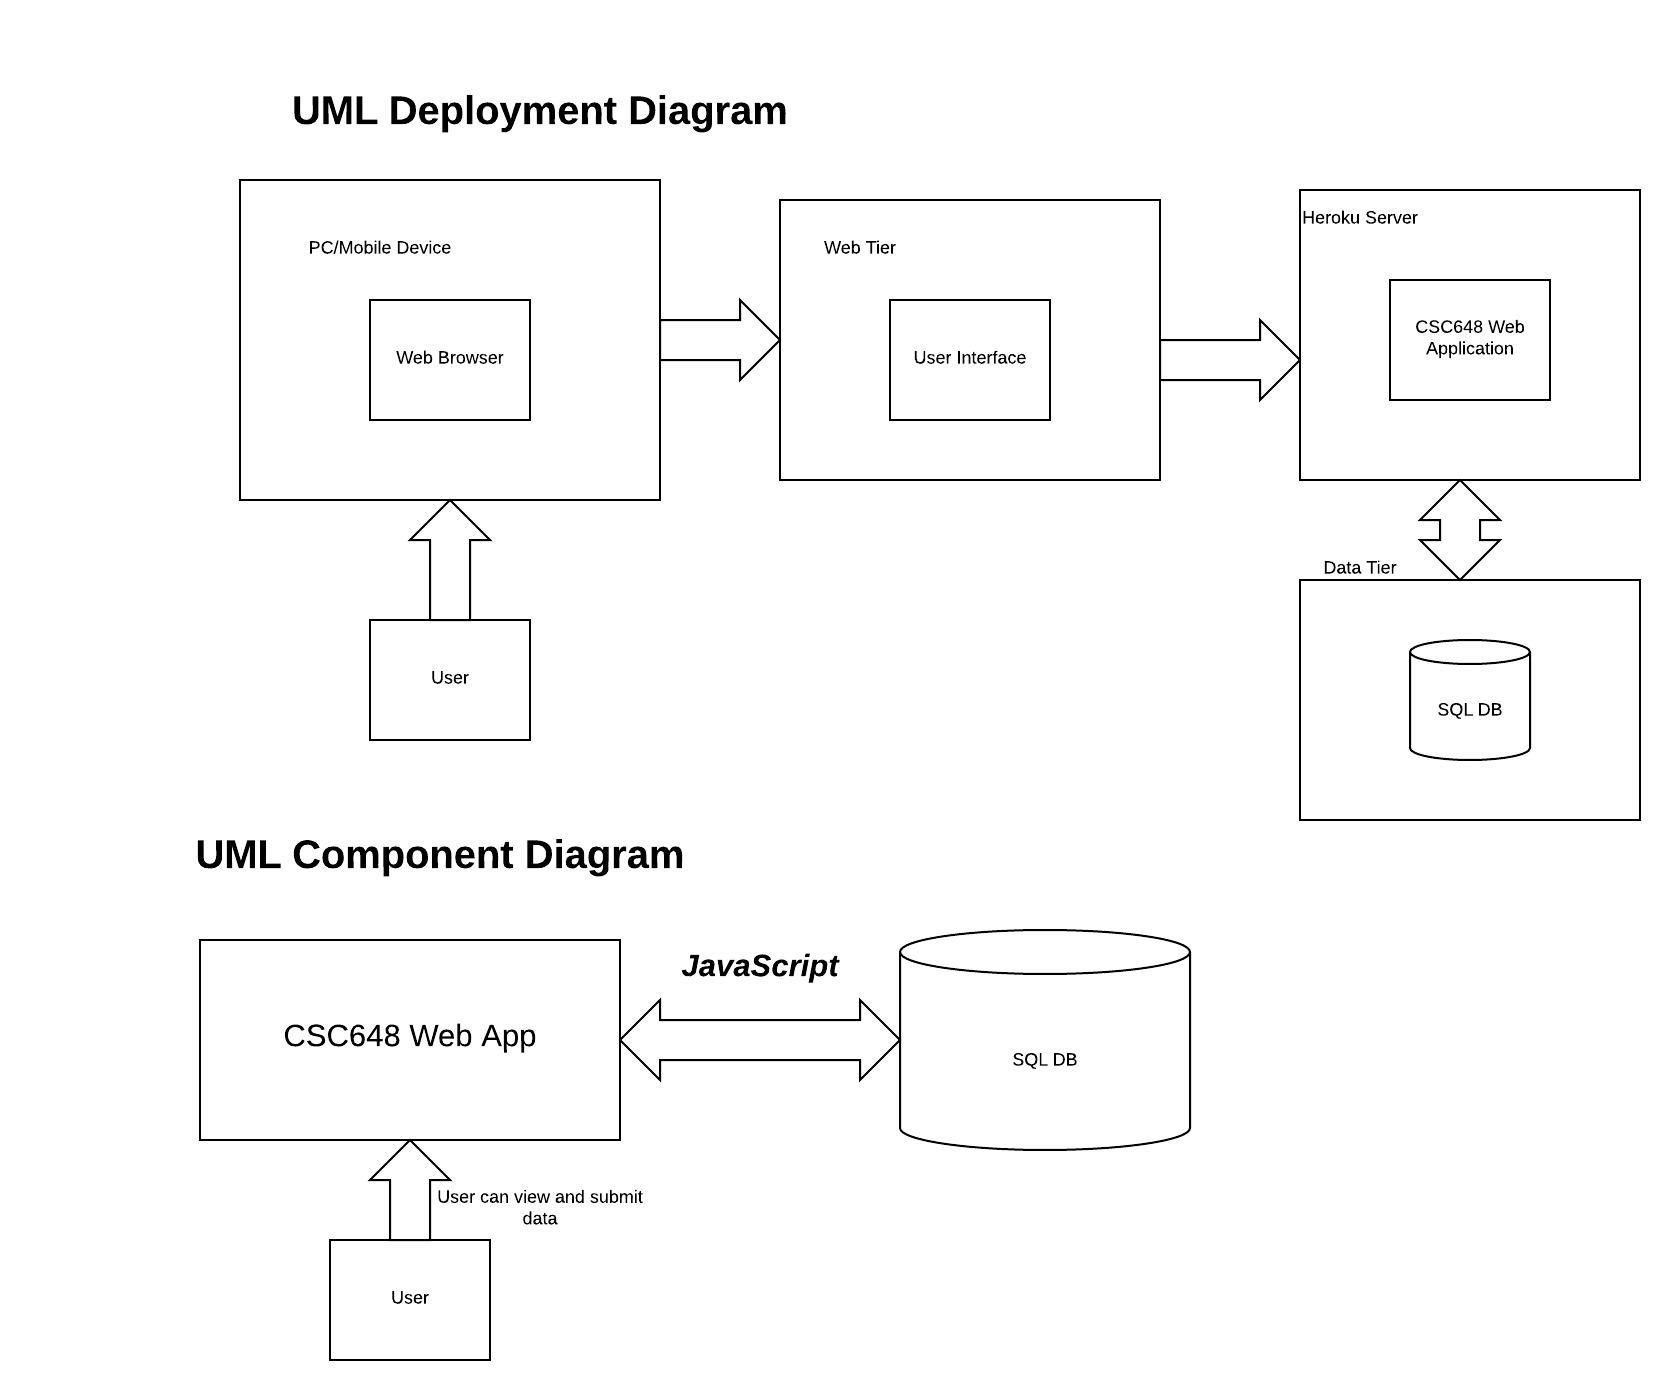 UML Deployment Diagram
PC/Mobile Device
Web Browser
Web Tier
User Interface
Heroku Server
CSC648 Web
Application
User
Data Tier
SQL DB
UML Component Diagram
CSC648 Web App
JavaScript
SQL DB
User can view and submit
data
User